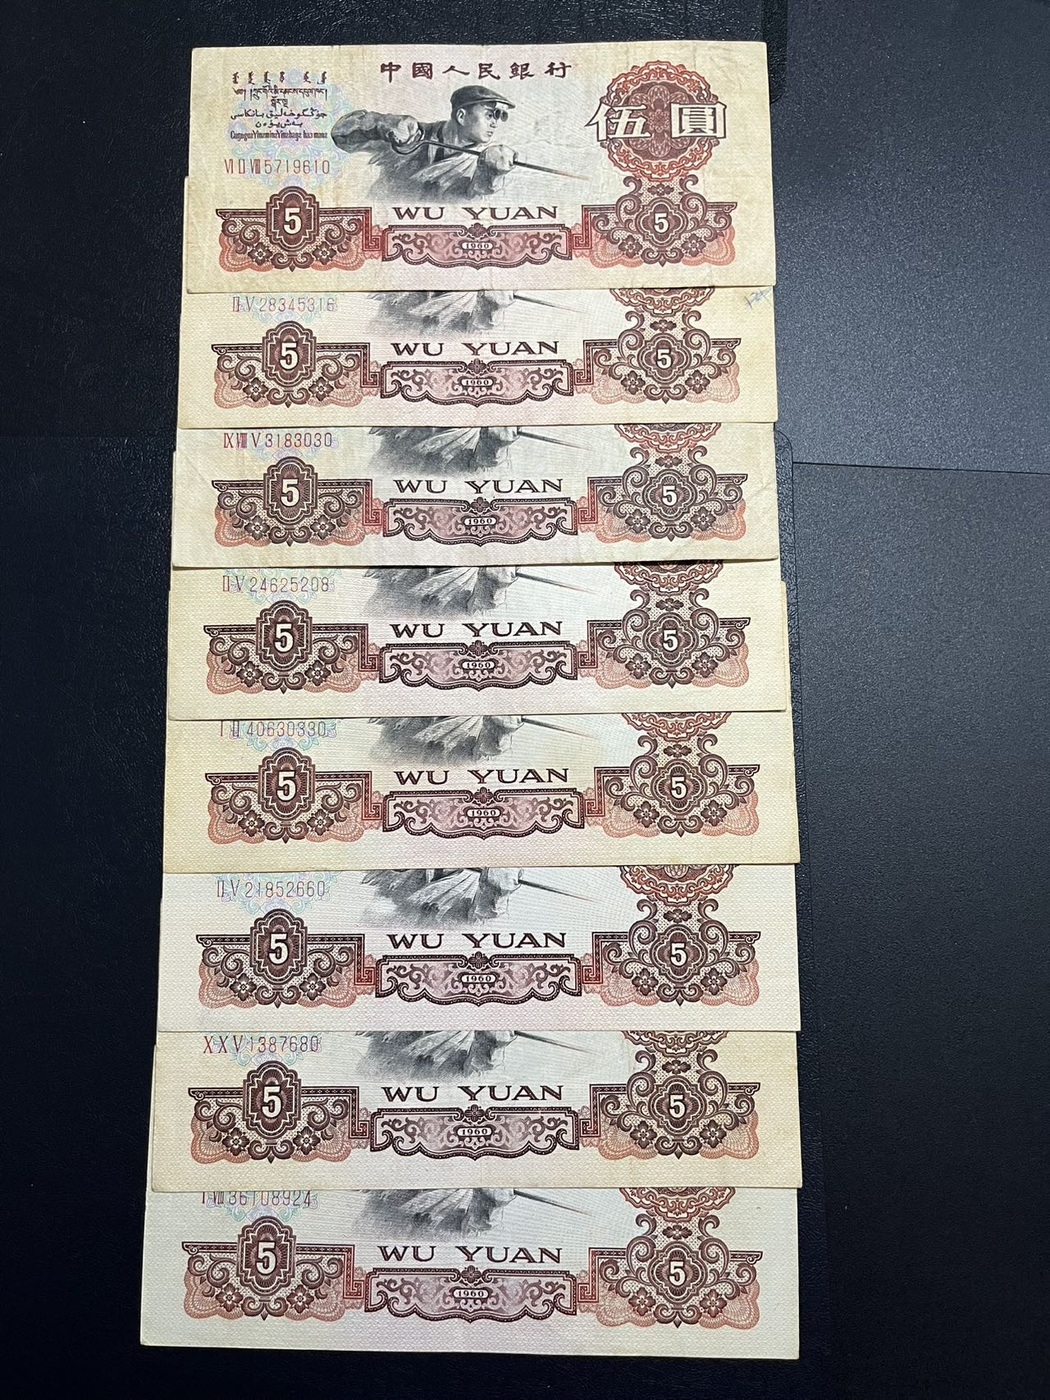 中國人民銀行
伍圓
VI II VIII 5719610
5
WU YUAN
1960
5
II V 28345316
5
WU YUAN
1960
5
IX VIII V 3183030
5
WU YUAN
1960
5
II V 24625208
5
WU YUAN
1960
5
I II 40630330
5
WU YUAN
1960
5
II V 21852660
5
WU YUAN
1960
5
X X V 1387680
5
WU YUAN
1960
5
I VIII 36108924
5
WU YUAN
1960
5